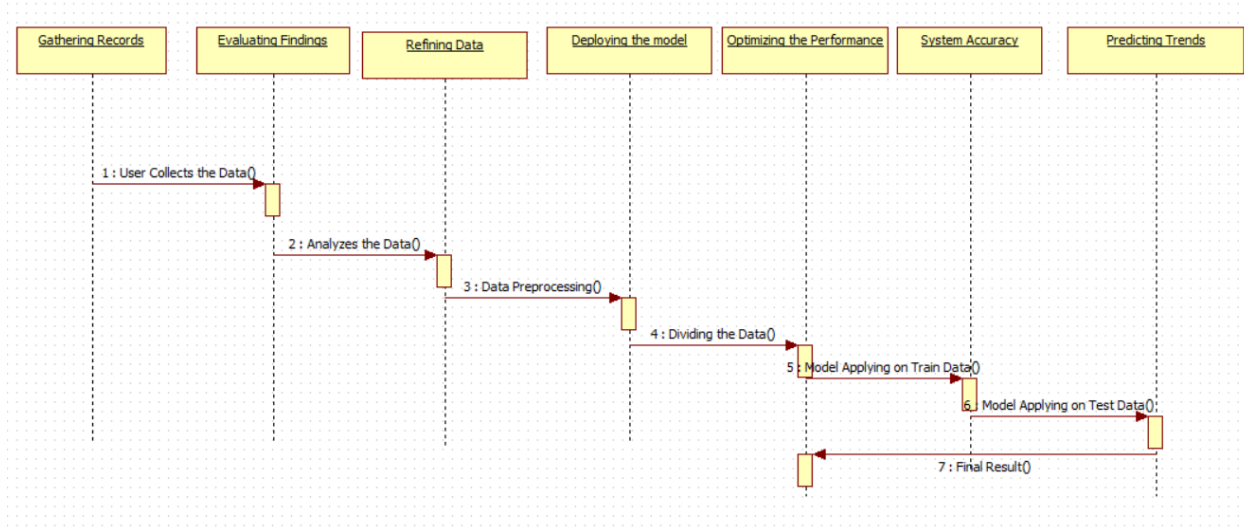 Gathering Records
Evaluating Findings
Refining Data
Deploying the model
Optimizing the Performance
System Accuracy
Predicting Trends
1 : User Collects the Data()
2 : Analyzes the Data()
3 : Data Preprocessing()
4 : Dividing the Data()
5 : Model Applying on Train Data()
6 : Model Applying on Test Data()
7 : Final Result()